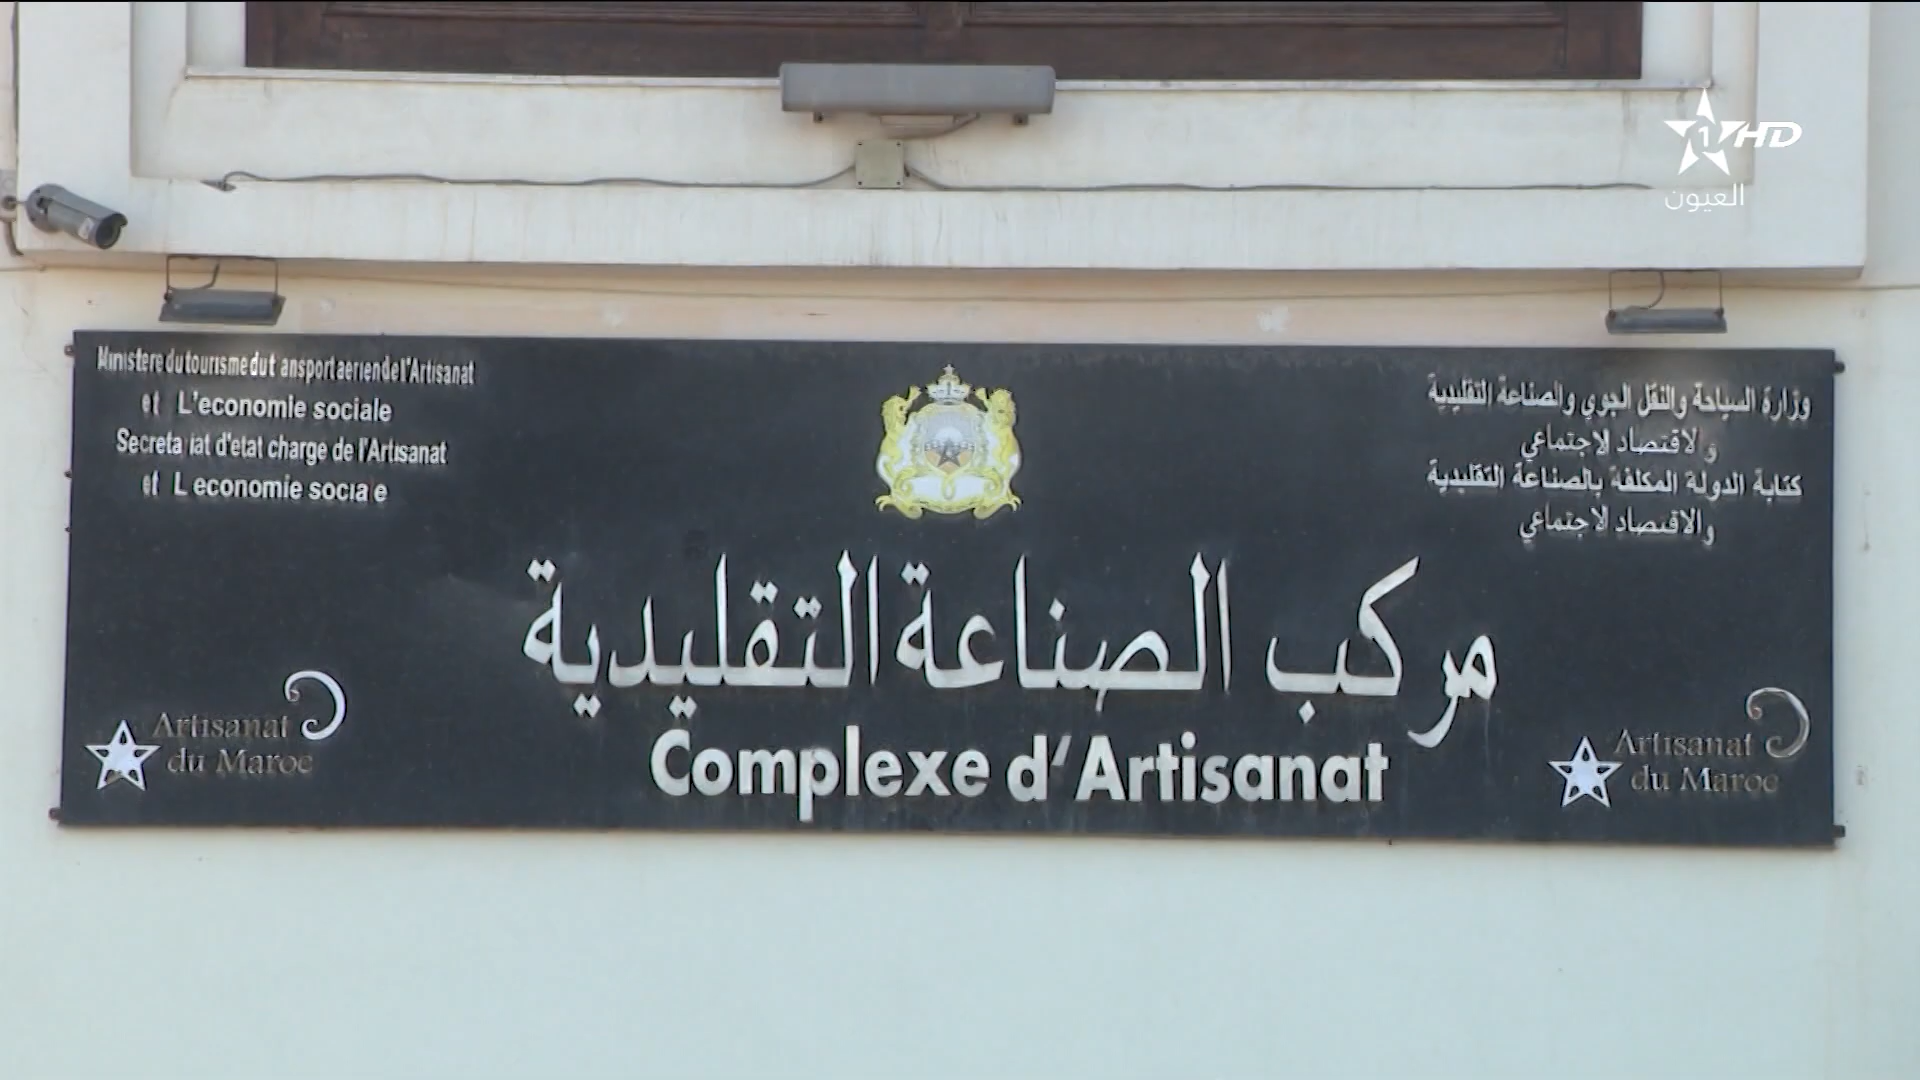 1 HD
العيون
Ministere du tourisme du t ansport aerien de l'Artisanat
et L'economie sociale
Secreta iat d'etat charge de l'Artisanat
et L economie socia e
وزارة السياحة والنقل الجوي والصناعة التقليدية
و لاقتصاد الاجتماعي
كتابة الدولة المكلفة بالصناعة التقليدية
والاقتصاد الاجتماعي
مركب الصناعة التقليدية
Complexe d'Artisanat
Artisanat
du Maroc
Artisanat
du Maroc